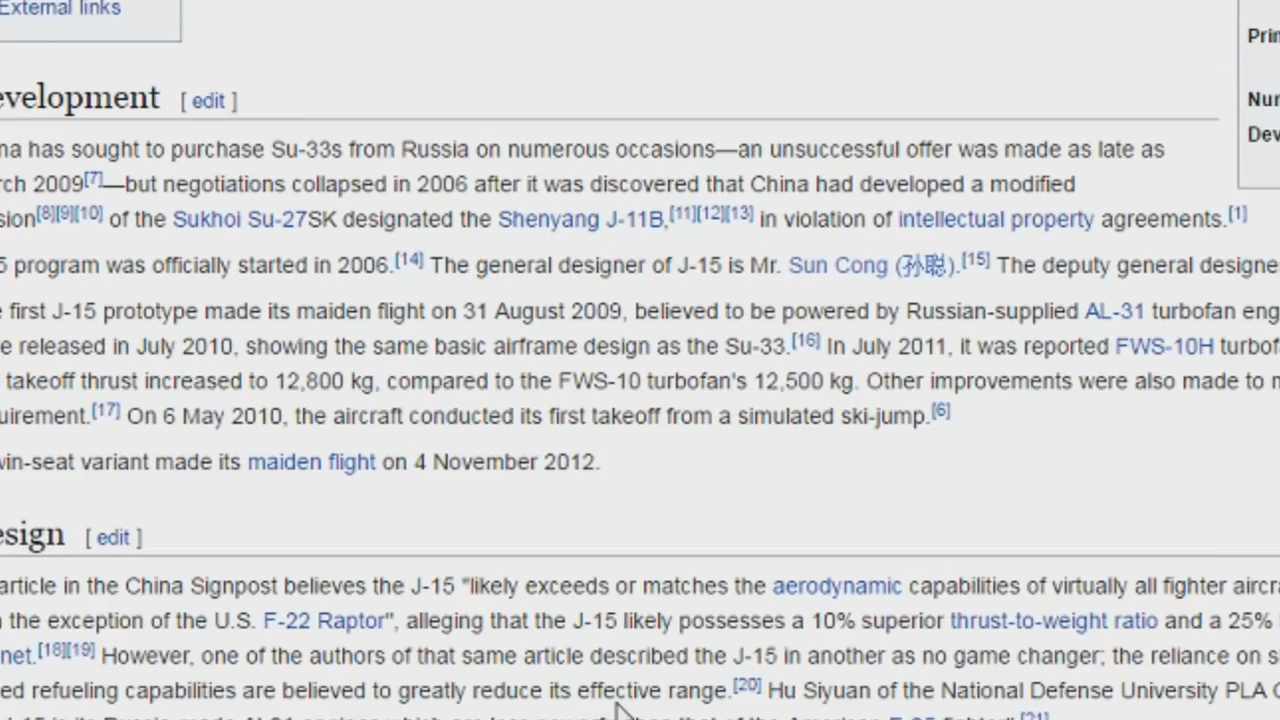 External links
Prin
evelopment [ edit ]
Nur
Dev
na has sought to purchase Su-33s from Russia on numerous occasions—an unsuccessful offer was made as late as
rch 2009[7]—but negotiations collapsed in 2006 after it was discovered that China had developed a modified
sion[8][9][10] of the Sukhoi Su-27SK designated the Shenyang J-11B,[11][12][13] in violation of intellectual property agreements.[1]
5 program was officially started in 2006.[14] The general designer of J-15 is Mr. Sun Cong (孙聪).[15] The deputy general designe
e first J-15 prototype made its maiden flight on 31 August 2009, believed to be powered by Russian-supplied AL-31 turbofan eng
e released in July 2010, showing the same basic airframe design as the Su-33.[16] In July 2011, it was reported FWS-10H turbof
takeoff thrust increased to 12,800 kg, compared to the FWS-10 turbofan's 12,500 kg. Other improvements were also made to m
uirement.[17] On 6 May 2010, the aircraft conducted its first takeoff from a simulated ski-jump.[6]
win-seat variant made its maiden flight on 4 November 2012.
esign [ edit ]
article in the China Signpost believes the J-15 "likely exceeds or matches the aerodynamic capabilities of virtually all fighter aircra
n the exception of the U.S. F-22 Raptor", alleging that the J-15 likely possesses a 10% superior thrust-to-weight ratio and a 25%
net.[18][19] However, one of the authors of that same article described the J-15 in another as no game changer; the reliance on s
ed refueling capabilities are believed to greatly reduce its effective range.[20] Hu Siyuan of the National Defense University PLA C